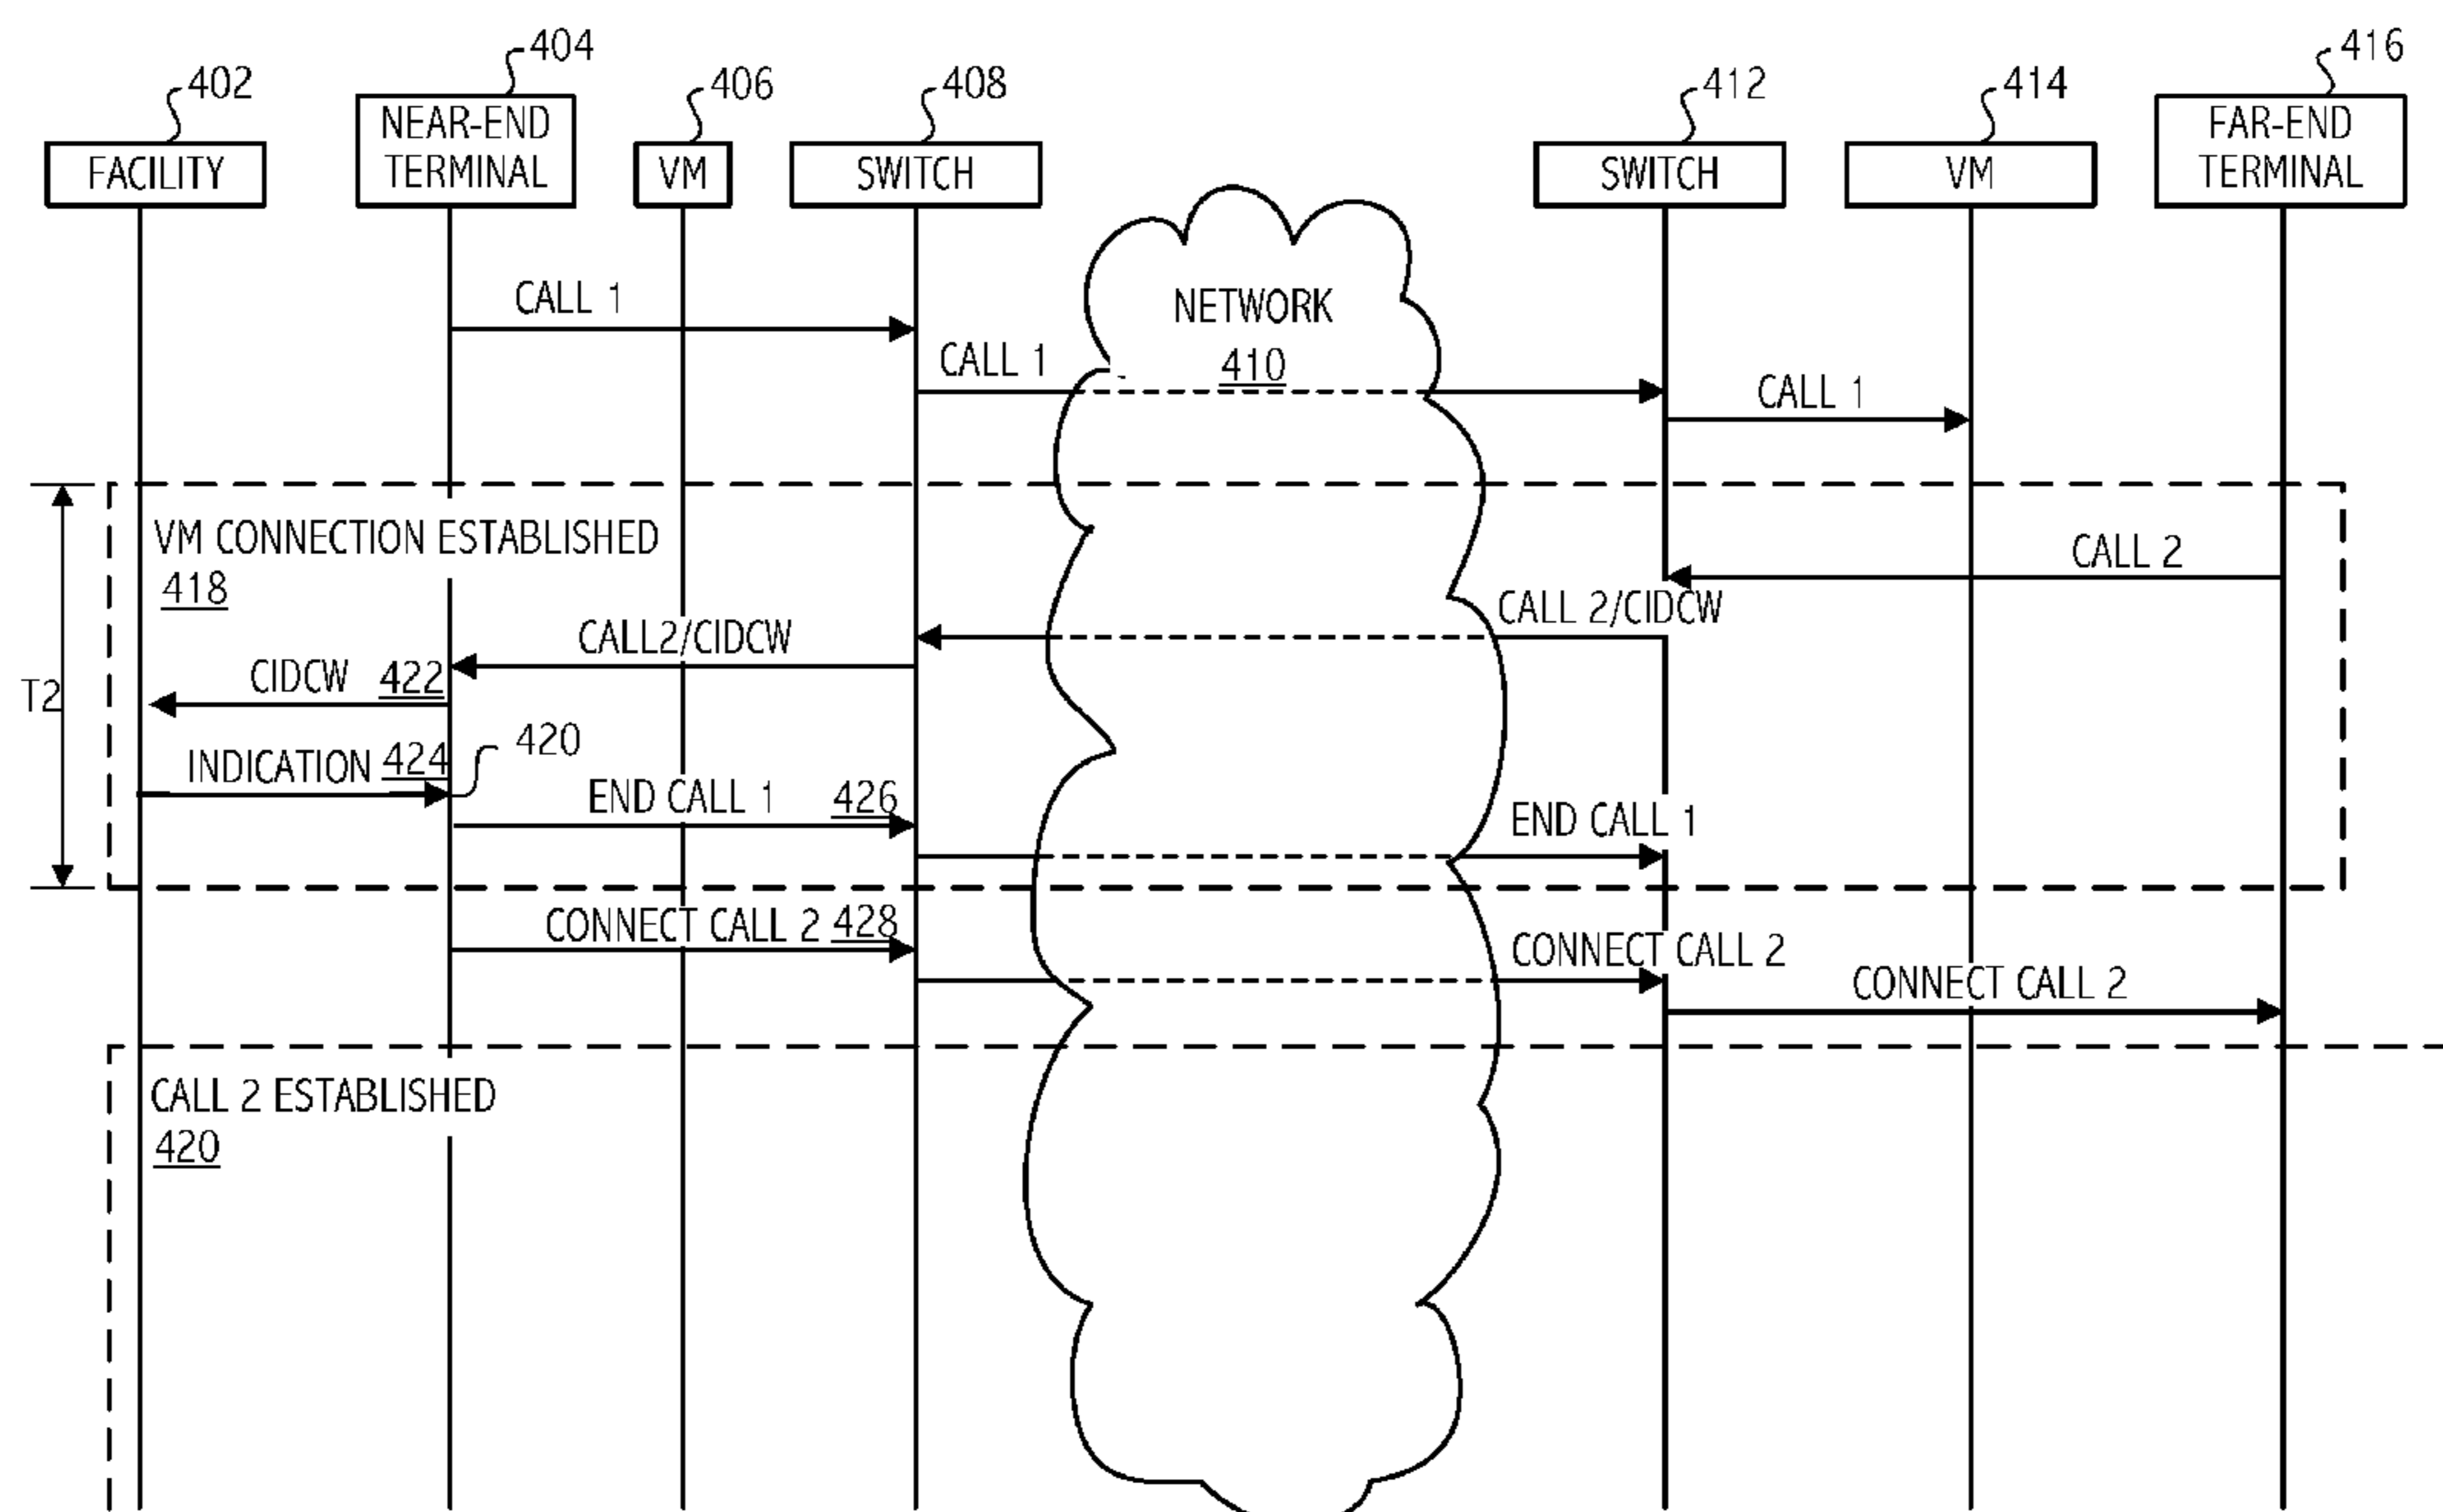 404
416
402
406
408
412
414
NEAR-END
TERMINAL
FAR-END
TERMINAL
FACILITY
VM
SWITCH
SWITCH
VM
CALL 1
NETWORK
410
CALL 1
CALL 1
VM CONNECTION ESTABLISHED
418
CALL 2
CALL 2/CIDCW
CALL2/CIDCW
CIDCW 422
T2
INDICATION 424
420
END CALL 1 426
END CALL 1
CONNECT CALL 2 428
CONNECT CALL 2
CONNECT CALL 2
CALL 2 ESTABLISHED
420